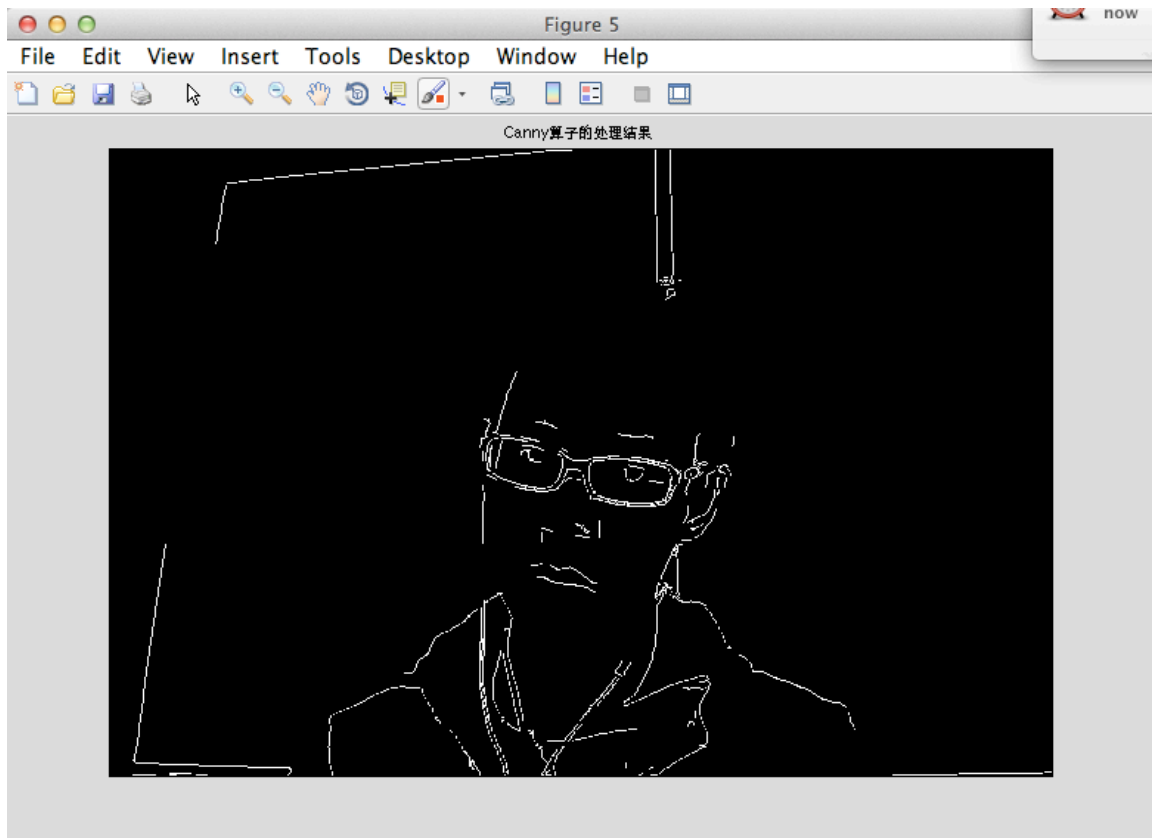 Figure 5
now
File Edit View Insert Tools Desktop Window Help
Canny算子的处理结果